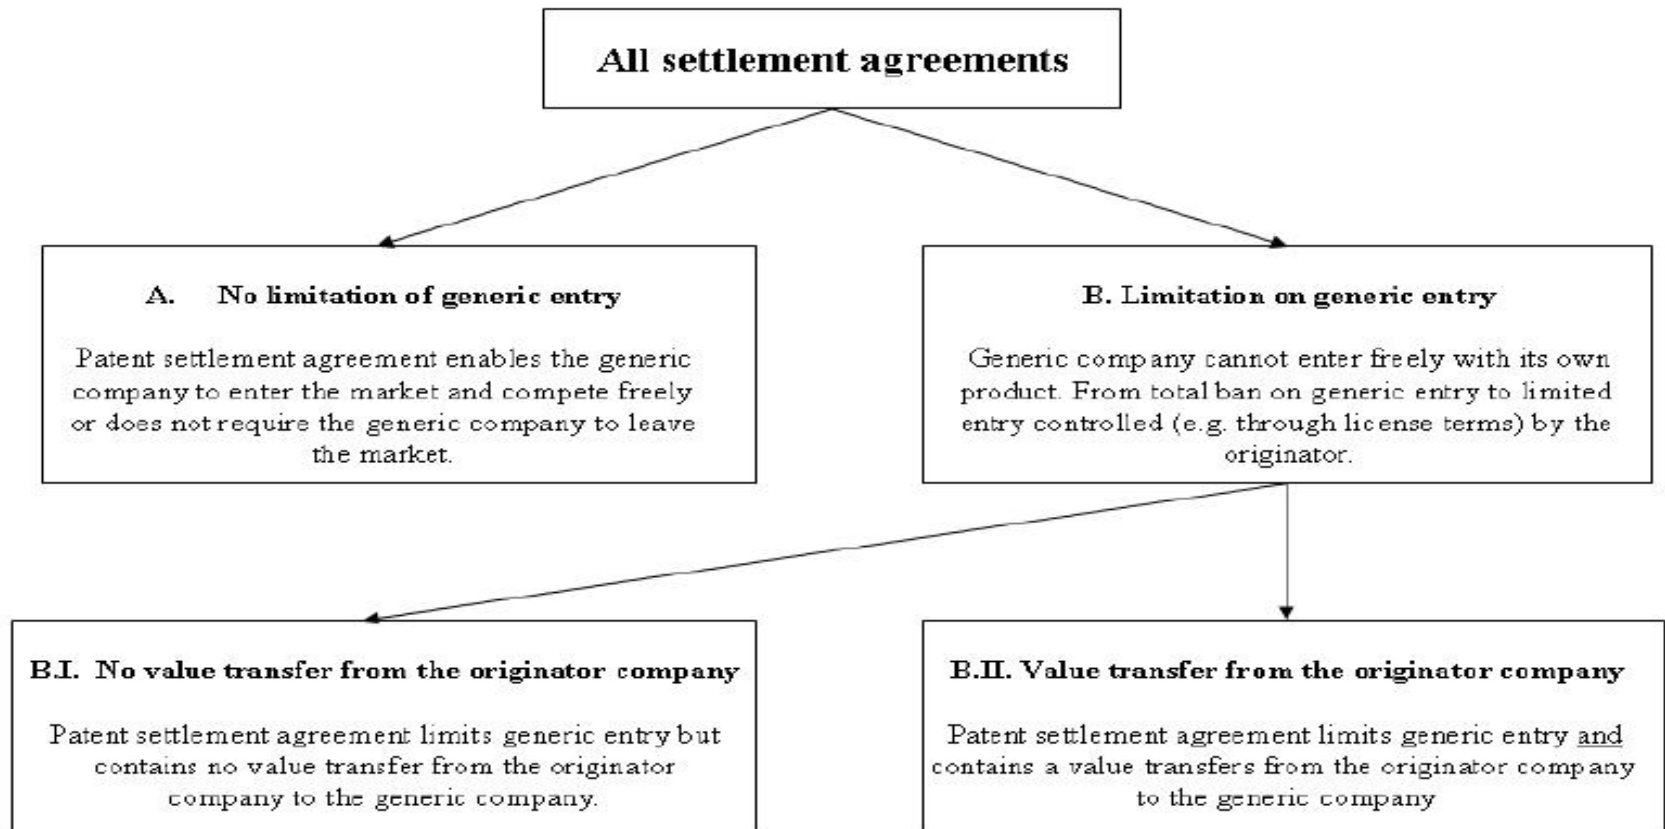 All settlement agreements
A. No limitation of generic entry
Patent settlement agreement enables the generic
company to enter the market and compete freely
or does not require the generic company to leave
the market.
B. Limitation on generic entry
Generic company cannot enter freely with its own
product. From total ban on generic entry to limited
entry controlled (e.g. through license terms) by the
originator.
B.I. No value transfer from the originator company
Patent settlement agreement limits generic entry but
contains no value transfer from the originator
company to the generic company.
B.II. Value transfer from the originator company
Patent settlement agreement limits generic entry and
contains a value transfers from the originator company
to the generic company